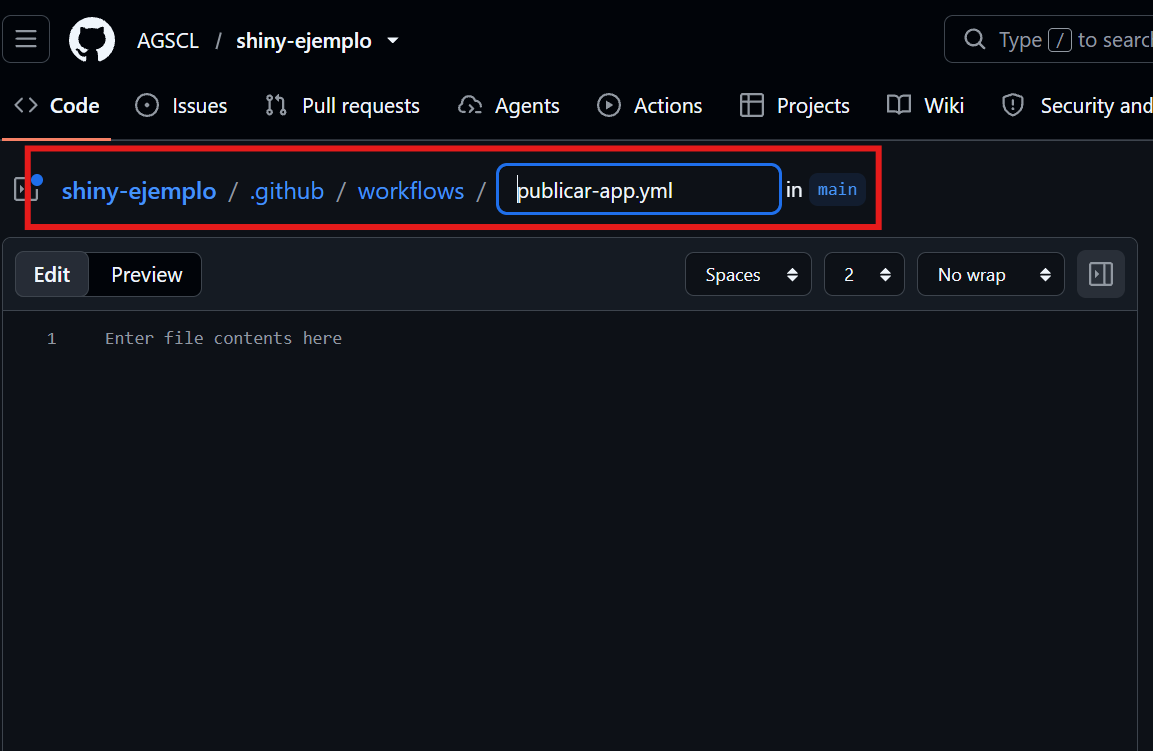 AGSCL / shiny-ejemplo Type / to searc
Code Issues Pull requests Agents Actions Projects Wiki Security and
shiny-ejemplo / .github / workflows / publicar-app.yml in main
Edit Preview Spaces 2 No wrap
1 Enter file contents here